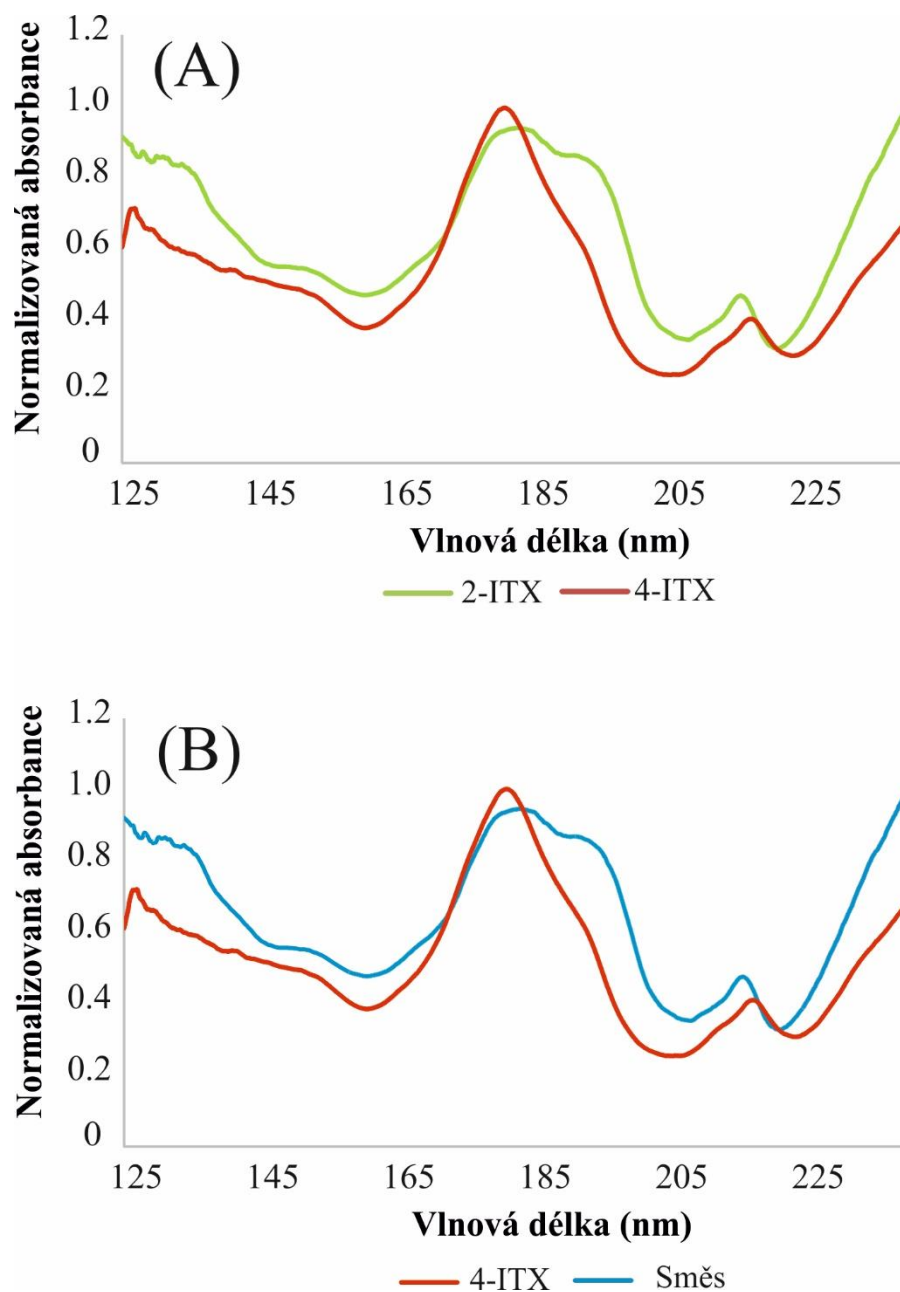 (A)
Normalizovaná absorbance
1.2
1.0
0.8
0.6
0.4
0.2
0
125 145 165 185 205 225
Vlnová délka (nm)
2-ITX 4-ITX
(B)
Normalizovaná absorbance
1.2
1.0
0.8
0.6
0.4
0.2
0
125 145 165 185 205 225
Vlnová délka (nm)
4-ITX Směs